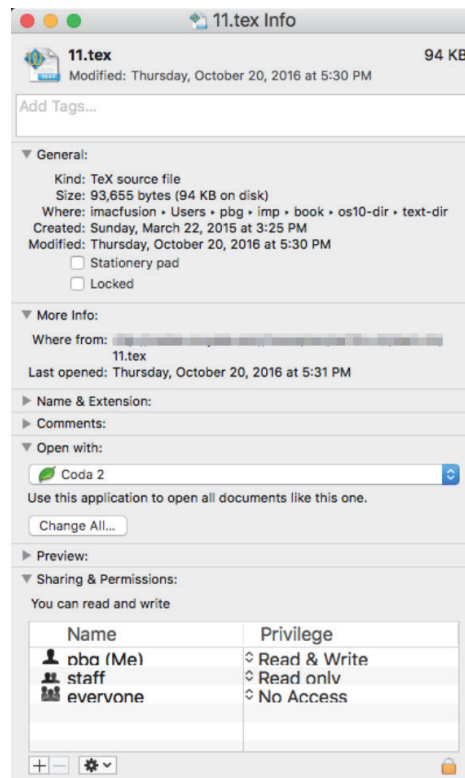 11.tex Info
11.tex 94 KB
Modified: Thursday, October 20, 2016 at 5:30 PM
Add Tags...
General:
Kind: TeX source file
Size: 93,655 bytes (94 KB on disk)
Where: imacfusion ‣ Users ‣ pbg ‣ imp ‣ book ‣ os10-dir ‣ text-dir
Created: Sunday, March 22, 2015 at 3:25 PM
Modified: Thursday, October 20, 2016 at 5:30 PM
Stationery pad
Locked
More Info:
Where from:
11.tex
Last opened: Thursday, October 20, 2016 at 5:31 PM
Name & Extension:
Comments:
Open with:
Coda 2
Use this application to open all documents like this one.
Change All...
Preview:
Sharing & Permissions:
You can read and write
Name Privilege
pbg (Me) Read & Write
staff Read only
everyone No Access